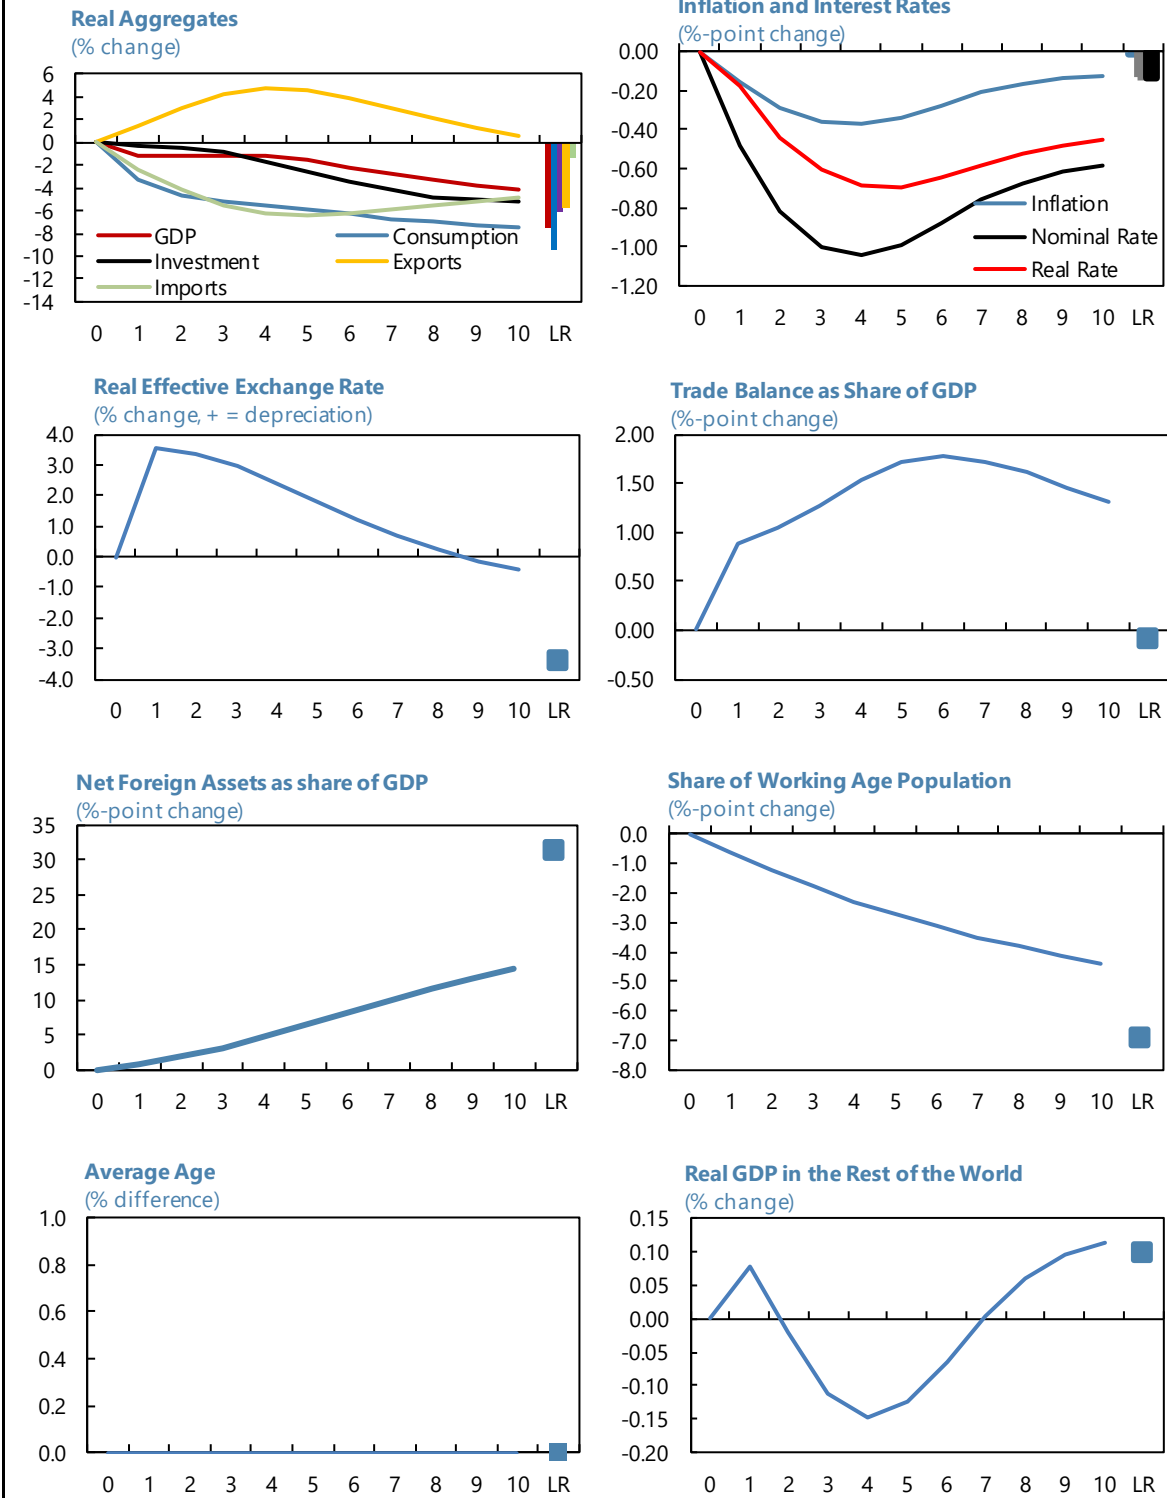 Real Aggregates
(% change)
6
4
2
0
-2
-4
-6
-8
-10
-12
-14
GDP
Consumption
Investment
Exports
Imports
0 1 2 3 4 5 6 7 8 9 10 LR
Inflation and Interest Rates
(%-point change)
0.00
-0.20
-0.40
-0.60
-0.80
-1.00
-1.20
Inflation
Nominal Rate
Real Rate
0 1 2 3 4 5 6 7 8 9 10 LR
Real Effective Exchange Rate
(% change, + = depreciation)
4.0
3.0
2.0
1.0
0.0
-1.0
-2.0
-3.0
-4.0
0 1 2 3 4 5 6 7 8 9 10 LR
Trade Balance as Share of GDP
(%-point change)
2.00
1.50
1.00
0.50
0.00
-0.50
0 1 2 3 4 5 6 7 8 9 10 LR
Net Foreign Assets as share of GDP
(%-point change)
35
30
25
20
15
10
5
0
0 1 2 3 4 5 6 7 8 9 10 LR
Share of Working Age Population
(%-point change)
0.0
-1.0
-2.0
-3.0
-4.0
-5.0
-6.0
-7.0
-8.0
0 1 2 3 4 5 6 7 8 9 10 LR
Average Age
(% difference)
1.0
0.8
0.6
0.4
0.2
0.0
0 1 2 3 4 5 6 7 8 9 10 LR
Real GDP in the Rest of the World
(% change)
0.15
0.10
0.05
0.00
-0.05
-0.10
-0.15
-0.20
0 1 2 3 4 5 6 7 8 9 10 LR